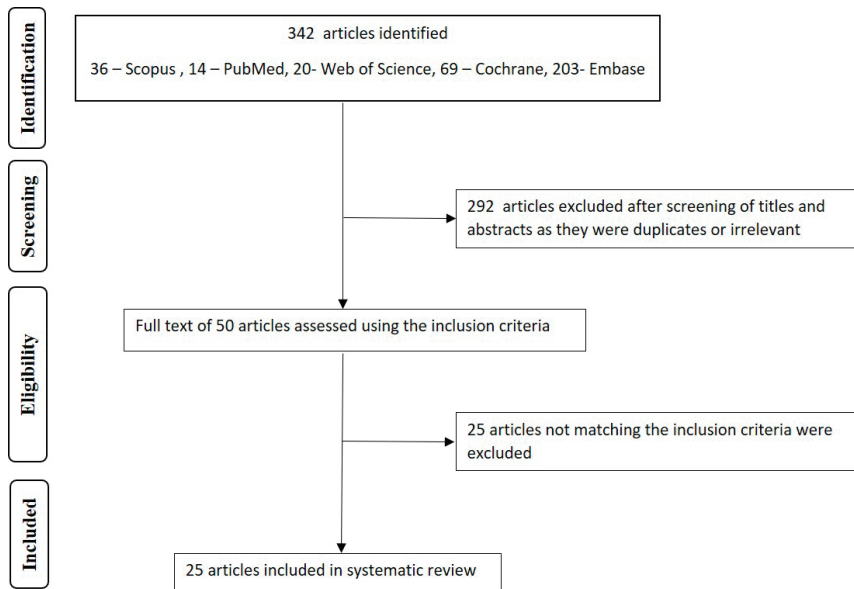 Identification
342 articles identified
36 – Scopus , 14 – PubMed, 20- Web of Science, 69 – Cochrane, 203- Embase
Screening
292 articles excluded after screening of titles and
abstracts as they were duplicates or irrelevant
Eligibility
Full text of 50 articles assessed using the inclusion criteria
25 articles not matching the inclusion criteria were
excluded
Included
25 articles included in systematic review